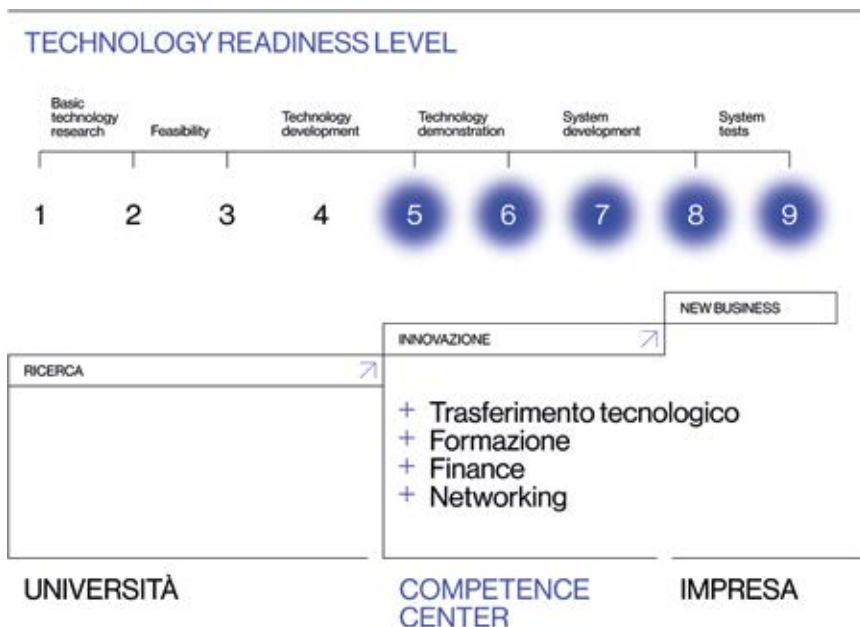 TECHNOLOGY READINESS LEVEL
Basic
technology
research
Feasibility
Technology
development
Technology
demonstration
System
development
System
tests
1 2 3 4 5 6 7 8 9
NEW BUSINESS
INNOVAZIONE
RICERCA
+ Trasferimento tecnologico
+ Formazione
+ Finance
+ Networking
UNIVERSITÀ
COMPETENCE
CENTER
IMPRESA